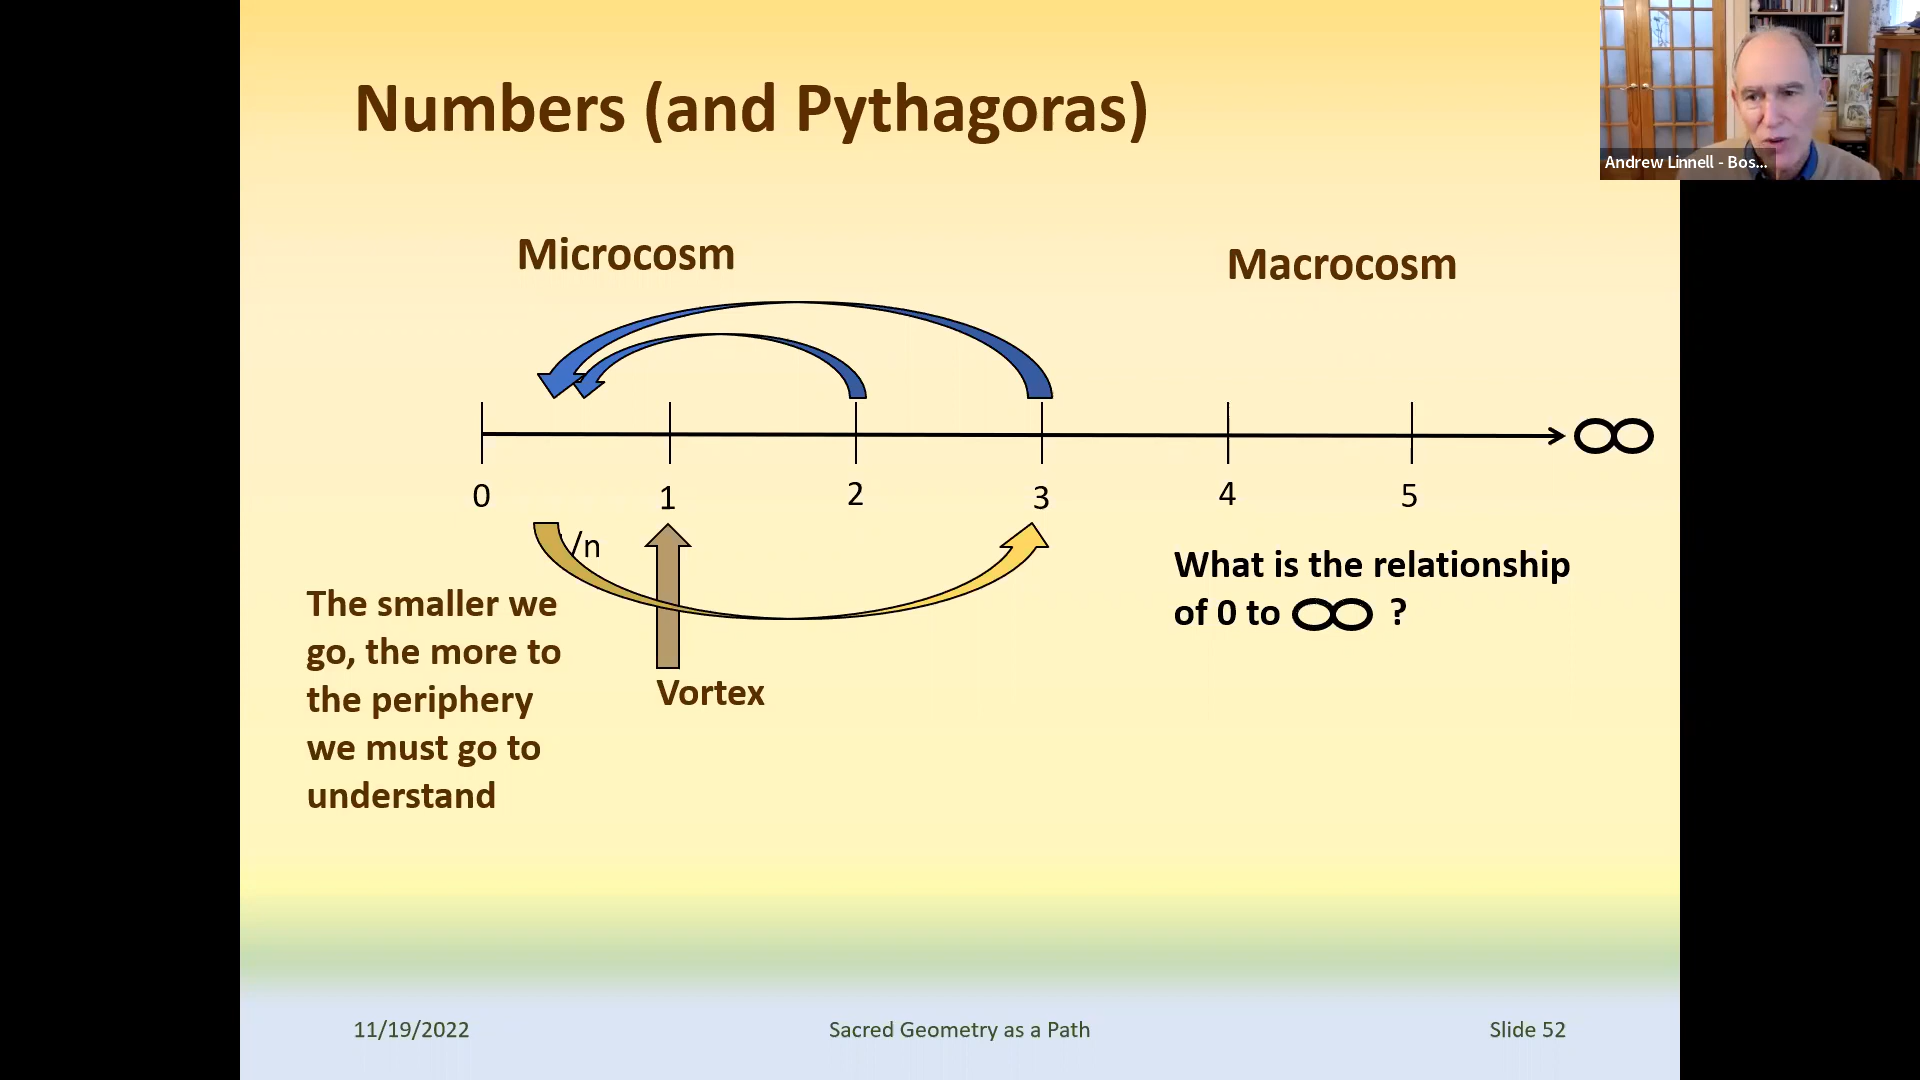 Numbers (and Pythagoras)
Andrew Linnell - Bos...
Microcosm
Macrocosm
∞
0
1
2
3
4
5
/n
What is the relationship
of 0 to ∞ ?
The smaller we
go, the more to
the periphery
we must go to
understand
Vortex
11/19/2022
Sacred Geometry as a Path
Slide 52